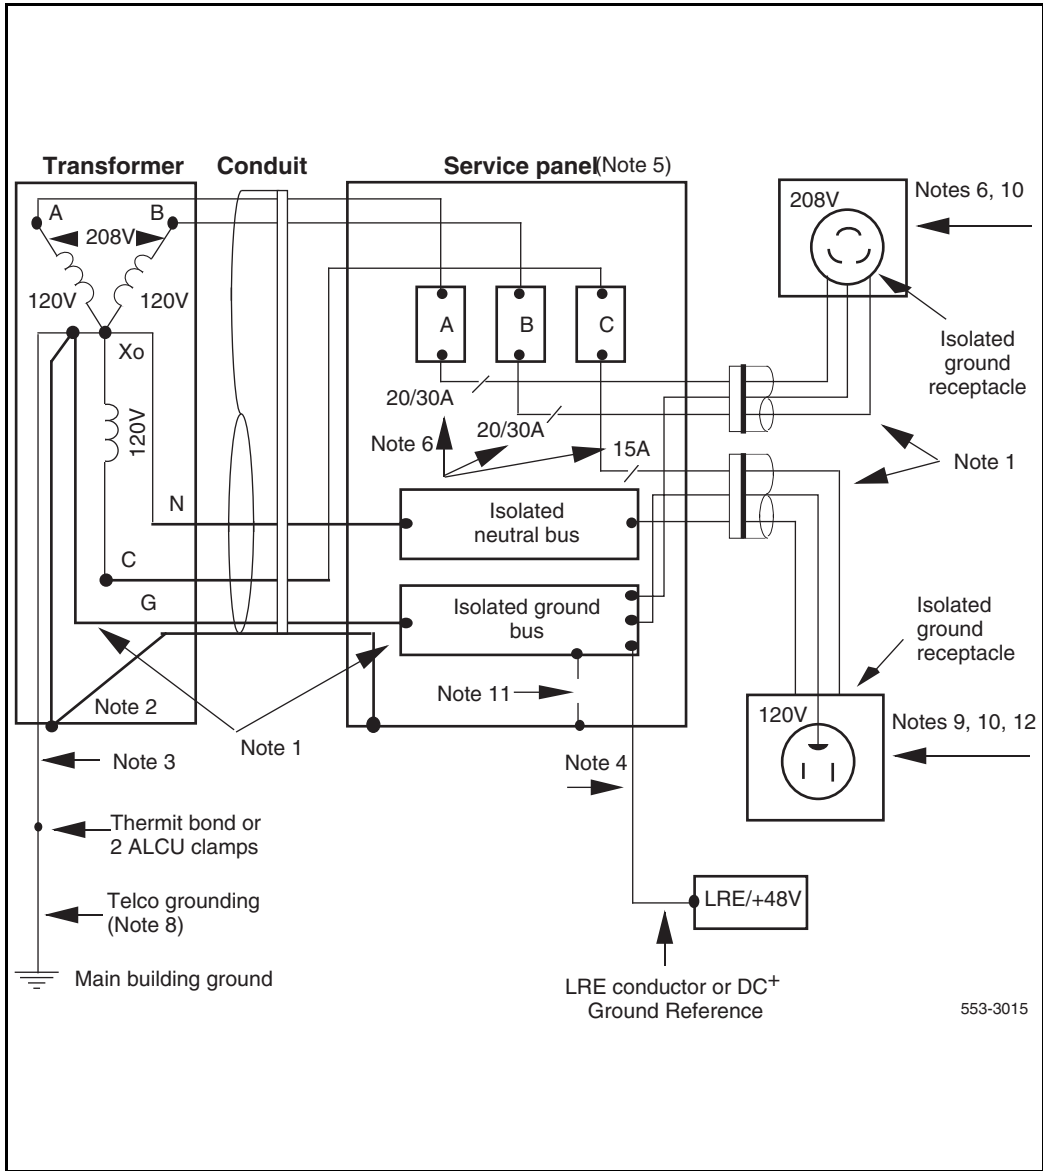 Transformer
Conduit
Service panel (Note 5)
A
B
208V
120V
120V
Xo
120V
N
C
G
Note 2
Note 1
Note 3
Thermit bond or
2 ALCU clamps
Telco grounding
(Note 8)
Main building ground
A
B
C
20/30A
20/30A
15A
Note 6
Isolated
neutral bus
Isolated ground
bus
Note 11
Note 4
LRE/+48V
LRE conductor or DC+
Ground Reference
208V
Notes 6, 10
Isolated
ground
receptacle
Note 1
Isolated
ground
receptacle
120V
Notes 9, 10, 12
553-3015